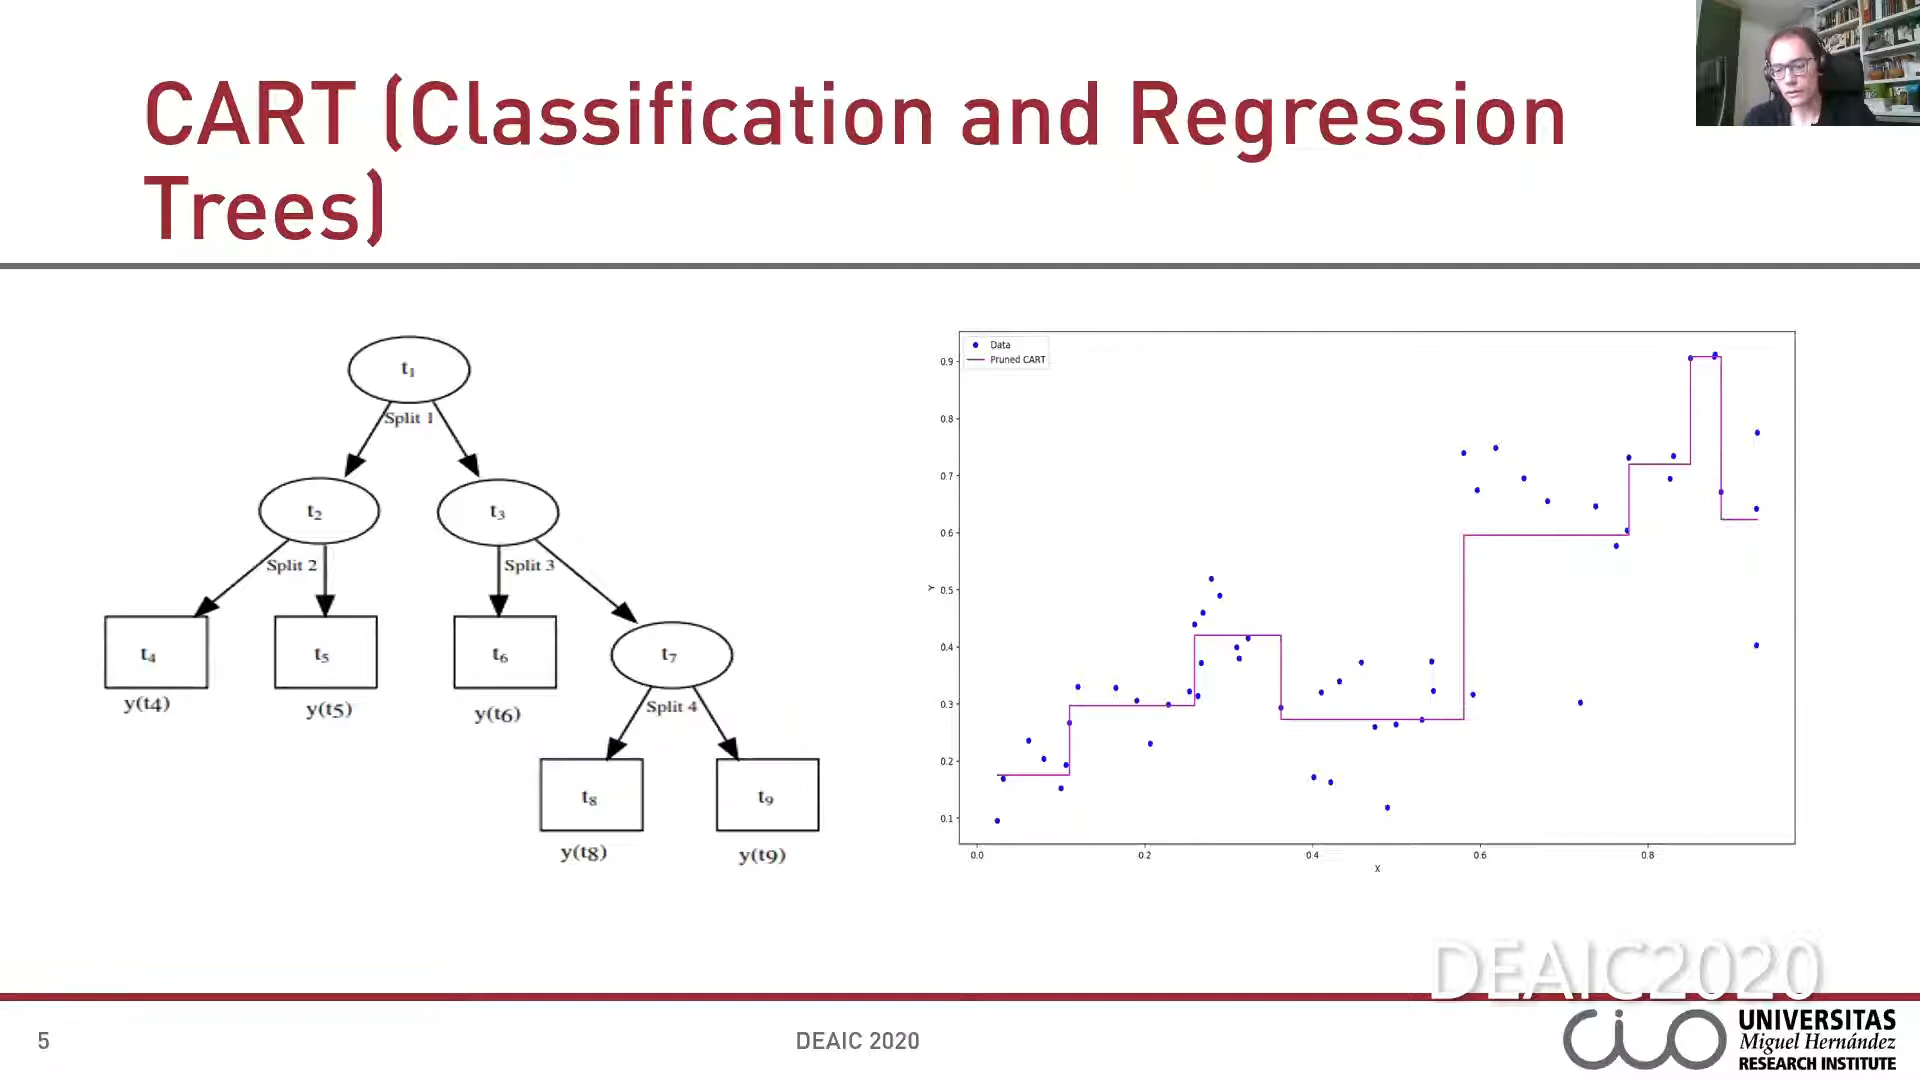 CART (Classification and Regression
Trees)
t1
Split 1
t2
t3
Split 2
Split 3
t4
t5
t6
t7
y(t4)
y(t5)
y(t6)
Split 4
t8
t9
y(t8)
y(t9)
Data
Pruned CART
0.9
0.8
0.7
0.6
0.5
0.4
0.3
0.2
0.1
Y
0.0
0.2
0.4
0.6
0.8
X
DEAIC2020
5
DEAIC 2020
cio
UNIVERSITAS
Miguel Hernández
RESEARCH INSTITUTE